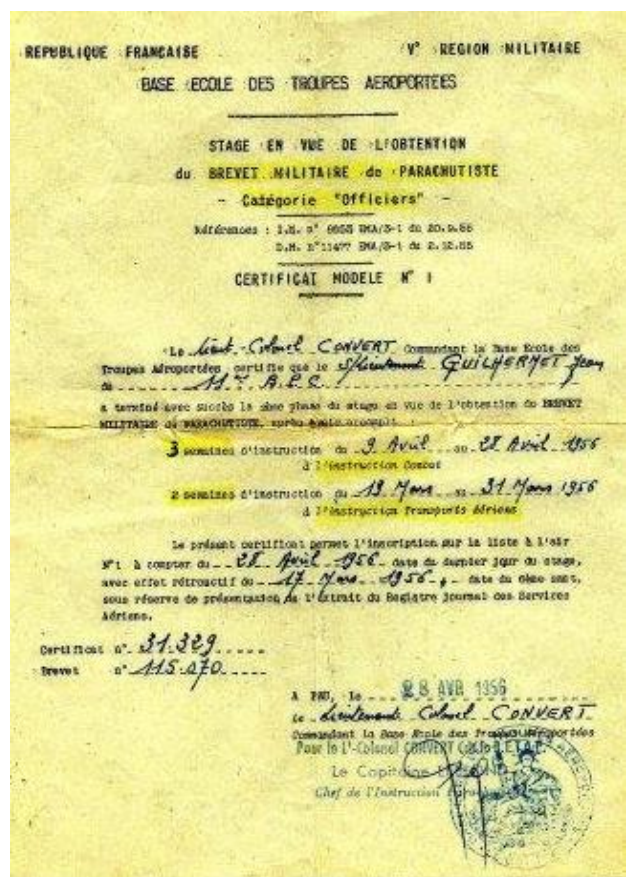 REPUBLIQUE FRANCAISE V° REGION MILITAIRE
BASE ECOLE DES TROUPES AEROPORTEES
STAGE EN VUE DE L'OBTENTION
du BREVET MILITAIRE de PARACHUTISTE
- Catégorie "Officiers" -
Références : I.M. n° EMA/3-1 du 20.9.55
D.M. n°11477 EMA/3-1 du 2.12.55
CERTIFICAT MODELE N° 1
Le Lieut-Colonel CONVERT Commandant la Base Ecole des
Troupes Aéroportées, certifie que le S/Lieutenant GUILHERMET Jean
du 11
a terminé avec succès la 2ème phase du stage en vue de l'obtention du BREVET
MILITAIRE de PARACHUTISTE, après avoir accompli :
3 semaines d'instruction du 9 Avril au 28 Avril 1956
à l'instruction
2 semaines d'instruction du 19 Mars au 31 Mars 1956
à l'instruction Transports Aériens
Le présent certificat permet l'inscription sur la liste à l'air
N°1 à compter du 28 Avril 1956 date du dernier jour du stage,
avec effet rétroactif du 17 Mars 1956, date du 6ème saut,
sous réserve de présentation de l'extrait du Registre journal des Services
Aériens.
Certificat n° 31.329
Brevet n° 115.070
A PAU, le 28 AVR 1956
Le Lieutenant Colonel CONVERT
Commandant la Base Ecole des Troupes Aéroportées
Pour le Lt-Colonel CONVERT
Le Capitaine
Chef de l'Instruction